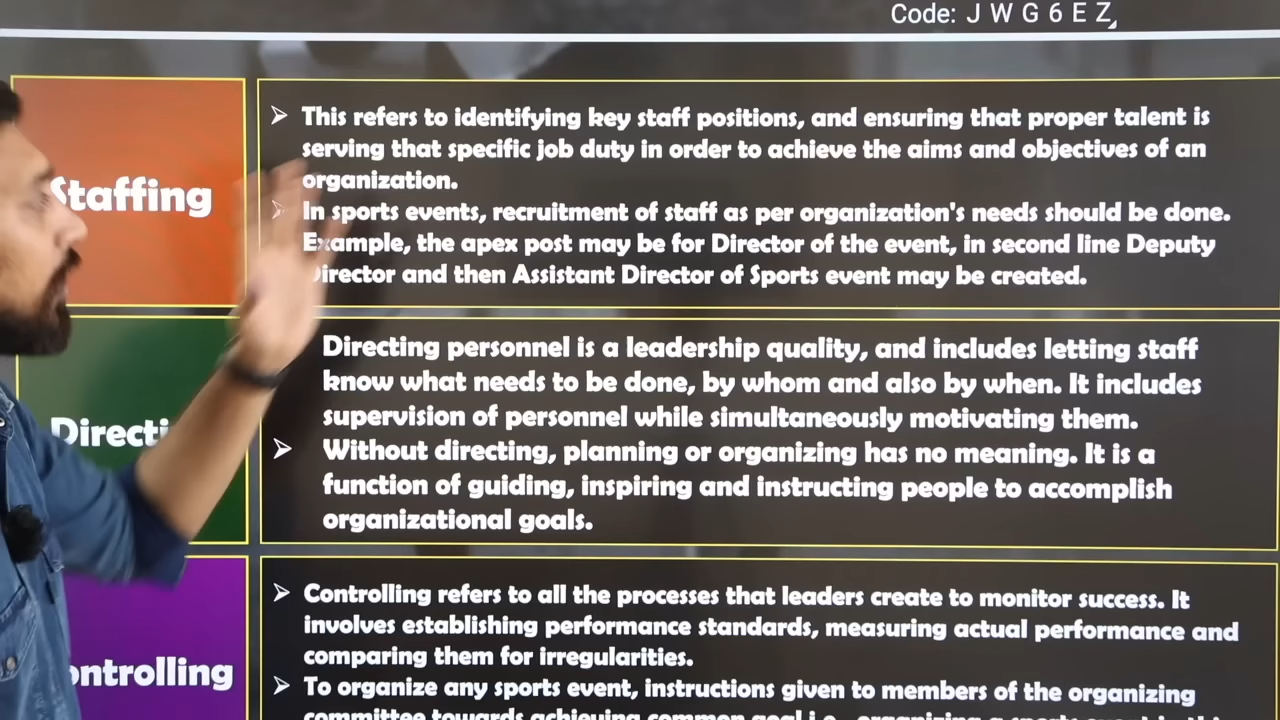 Code: J W G 6 E Z
Staffing
➢ This refers to identifying key staff positions, and ensuring that proper talent is
serving that specific job duty in order to achieve the aims and objectives of an
organization.
➢ In sports events, recruitment of staff as per organization's needs should be done.
Example, the apex post may be for Director of the event, in second line Deputy
Director and then Assistant Director of Sports event may be created.
Directi
Directing personnel is a leadership quality, and includes letting staff
know what needs to be done, by whom and also by when. It includes
supervision of personnel while simultaneously motivating them.
➢ Without directing, planning or organizing has no meaning. It is a
function of guiding, inspiring and instructing people to accomplish
organizational goals.
ontrolling
➢ Controlling refers to all the processes that leaders create to monitor success. It
involves establishing performance standards, measuring actual performance and
comparing them for irregularities.
➢ To organize any sports event, instructions given to members of the organizing
committee towards achieving common goal i.e., organizing a sports